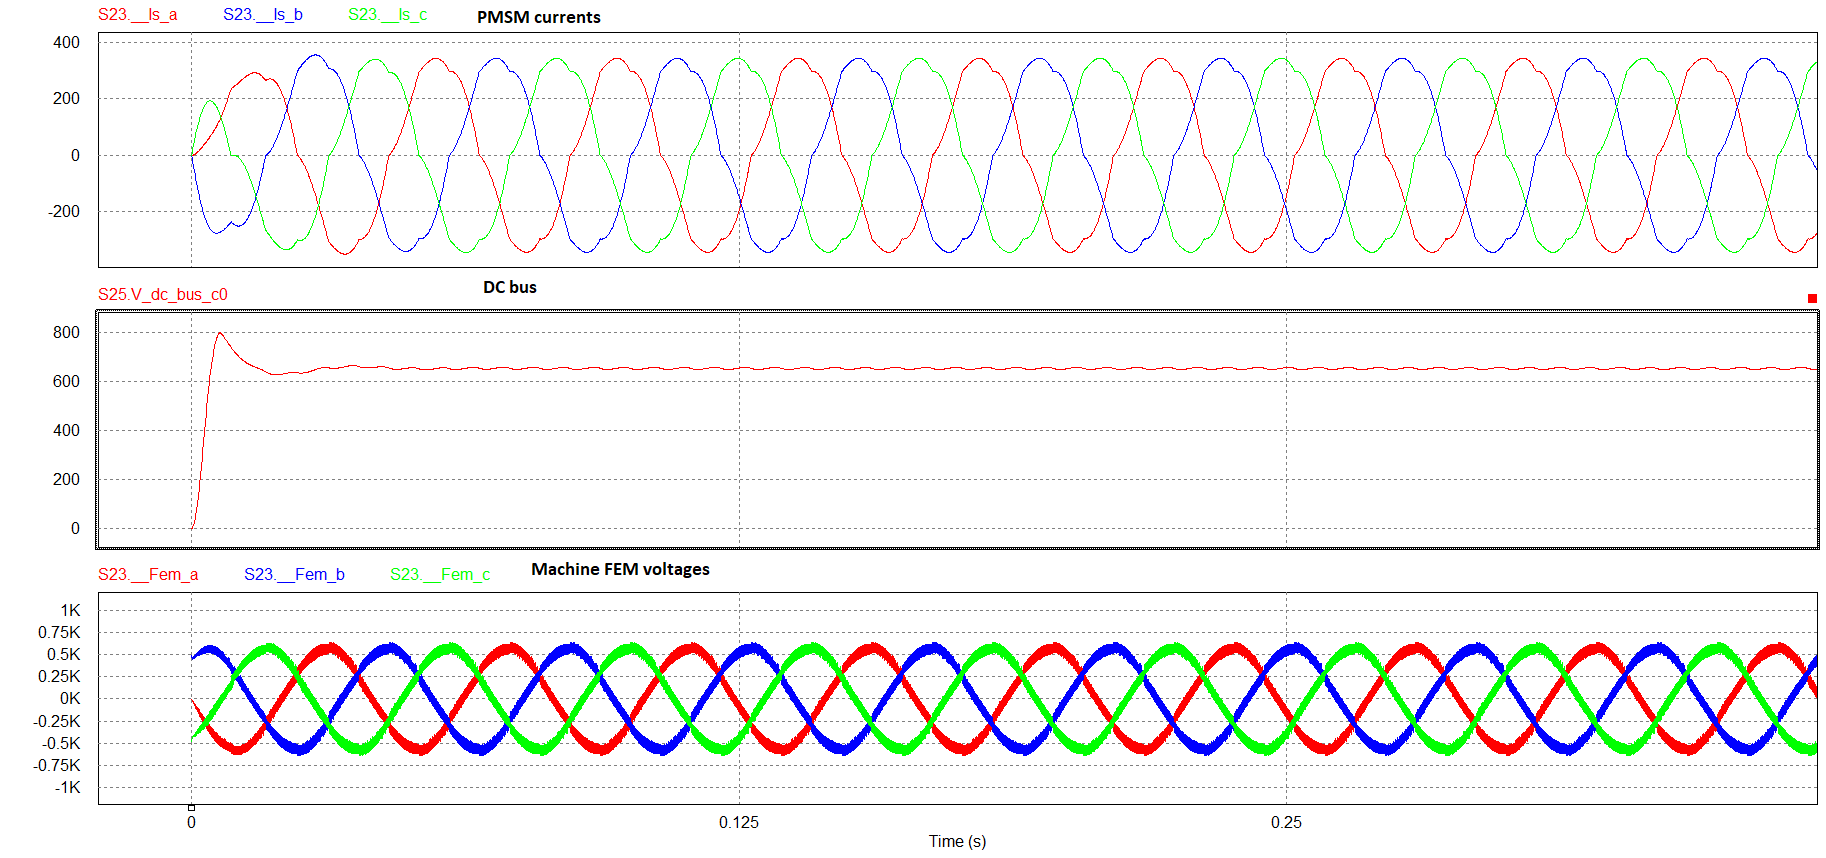 S23.__Is_a S23.__Is_b S23.__Is_c PMSM currents
400
200
0
-200
DC bus
S25.V_dc_bus_c0
800
600
400
200
0
S23.__Fem_a S23.__Fem_b S23.__Fem_c Machine FEM voltages
1K
0.75K
0.5K
0.25K
0K
-0.25K
-0.5K
-0.75K
-1K
0 0.125 0.25
Time (s)